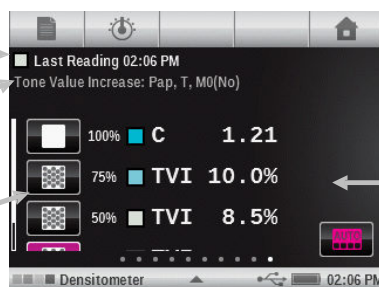 Last Reading 02:06 PM
Tone Value Increase: Pap, T, M0(No)
100% C 1.21
75% TVI 10.0%
50% TVI 8.5%
AUTO
Densitometer 02:06 PM